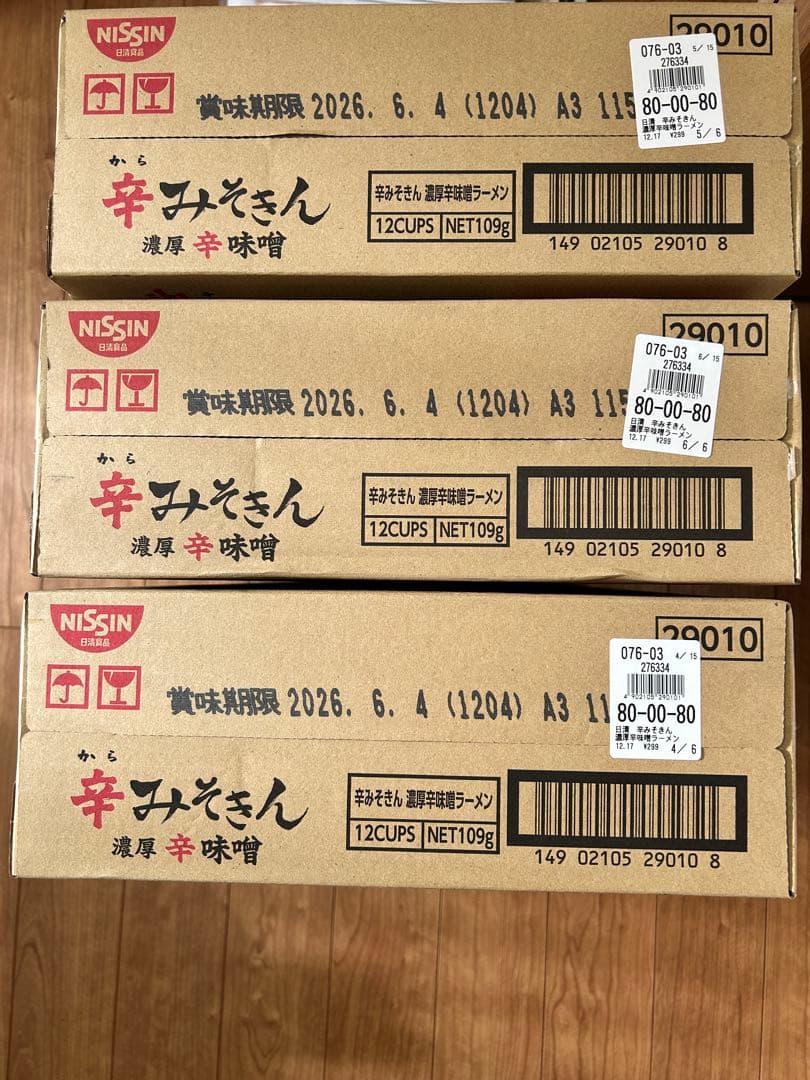 NISSIN
日清食品
29010
賞味期限 2026. 6. 4 (1204) A3 115
076-03 5/15
276334
4 902105 290101
80-00-80
日清 辛みそきん
濃厚辛味噌ラーメン
12.17 ¥299 5/6
から
辛みそきん
濃厚 辛味噌
辛みそきん 濃厚辛味噌ラーメン
12CUPS NET109g
149 02105 29010 8
NISSIN
日清食品
29010
賞味期限 2026. 6. 4 (1204) A3 115
076-03 6/15
276334
4 902105 290101
80-00-80
日清 辛みそきん
濃厚辛味噌ラーメン
12.17 ¥299 6/6
から
辛みそきん
濃厚 辛味噌
辛みそきん 濃厚辛味噌ラーメン
12CUPS NET109g
149 02105 29010 8
NISSIN
日清食品
29010
賞味期限 2026. 6. 4 (1204) A3 11
076-03 4/15
276334
4 902105 290101
80-00-80
日清 辛みそきん
濃厚辛味噌ラーメン
12.17 ¥299 4/6
から
辛みそきん
濃厚 辛味噌
辛みそきん 濃厚辛味噌ラーメン
12CUPS NET109g
149 02105 29010 8